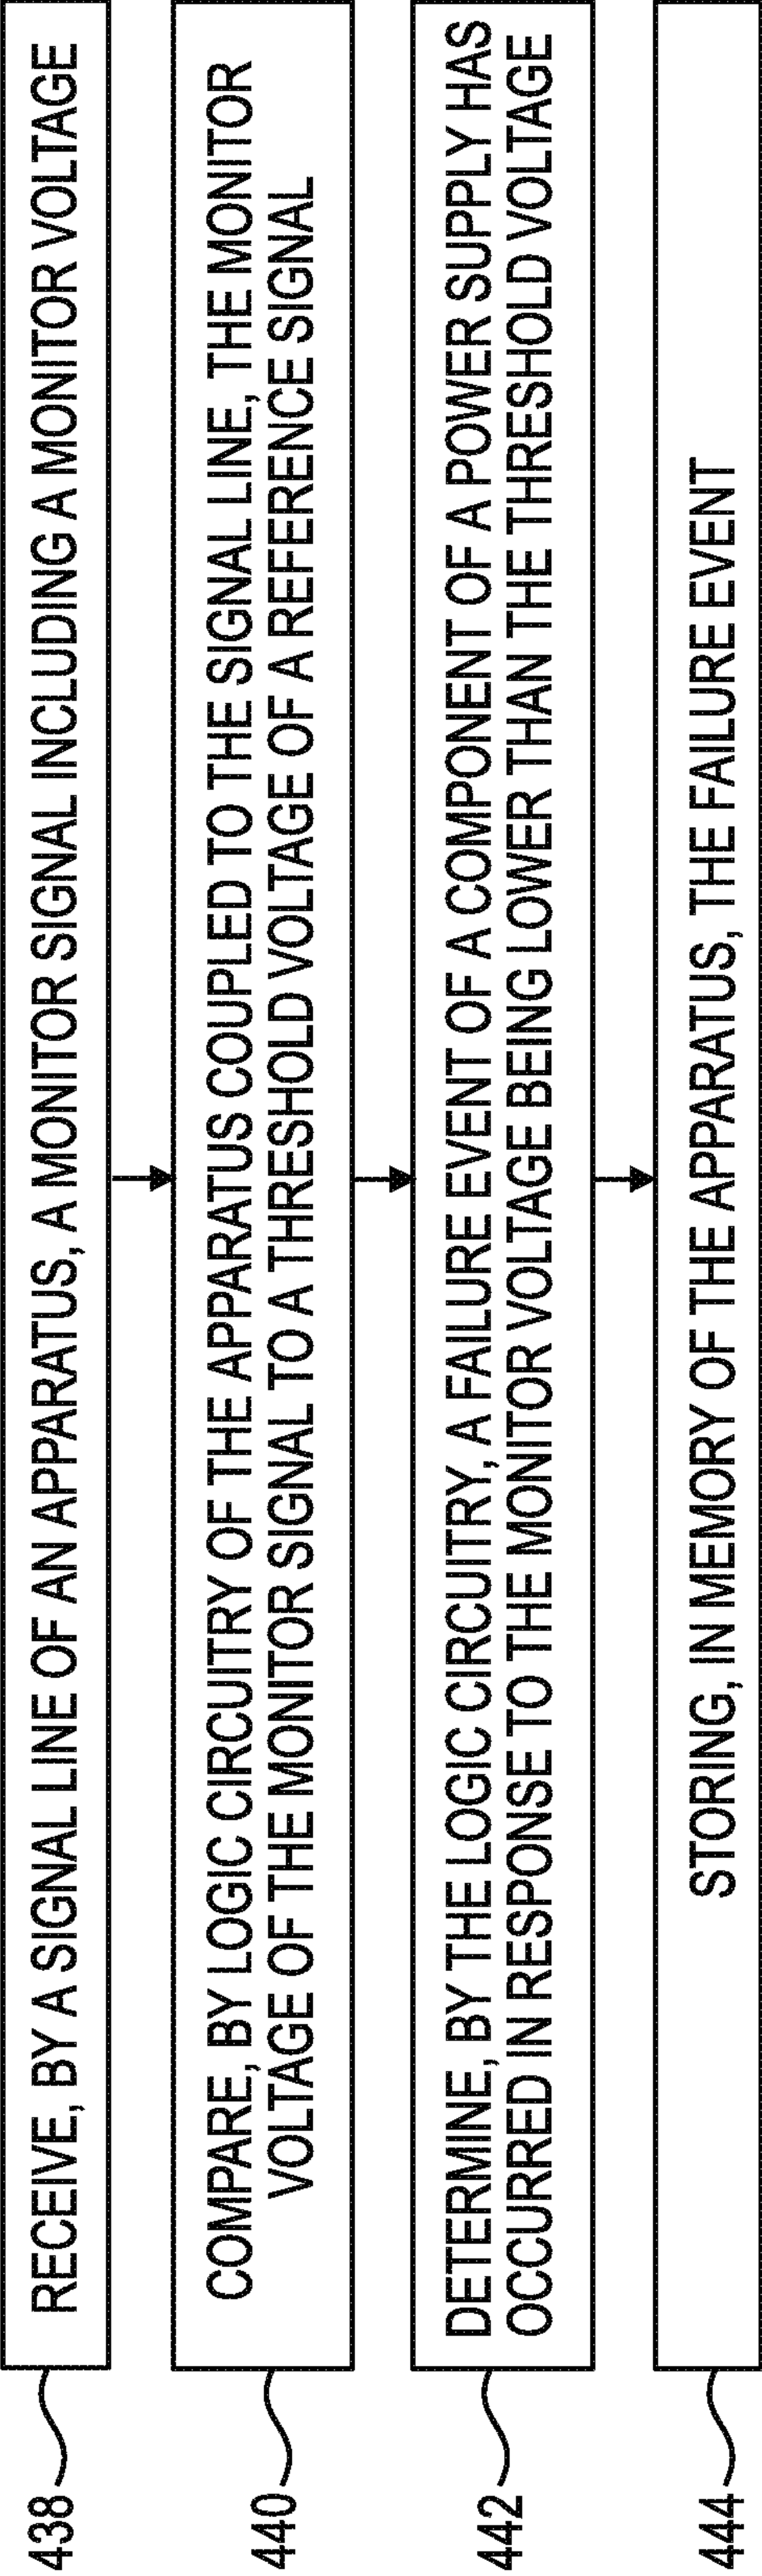 438
RECEIVE, BY A SIGNAL LINE OF AN APPARATUS, A MONITOR SIGNAL INCLUDING A MONITOR VOLTAGE
440
COMPARE, BY LOGIC CIRCUITRY OF THE APPARATUS COUPLED TO THE SIGNAL LINE, THE MONITOR
VOLTAGE OF THE MONITOR SIGNAL TO A THRESHOLD VOLTAGE OF A REFERENCE SIGNAL
442
DETERMINE, BY THE LOGIC CIRCUITRY, A FAILURE EVENT OF A COMPONENT OF A POWER SUPPLY HAS
OCCURRED IN RESPONSE TO THE MONITOR VOLTAGE BEING LOWER THAN THE THRESHOLD VOLTAGE
444
STORING, IN MEMORY OF THE APPARATUS, THE FAILURE EVENT